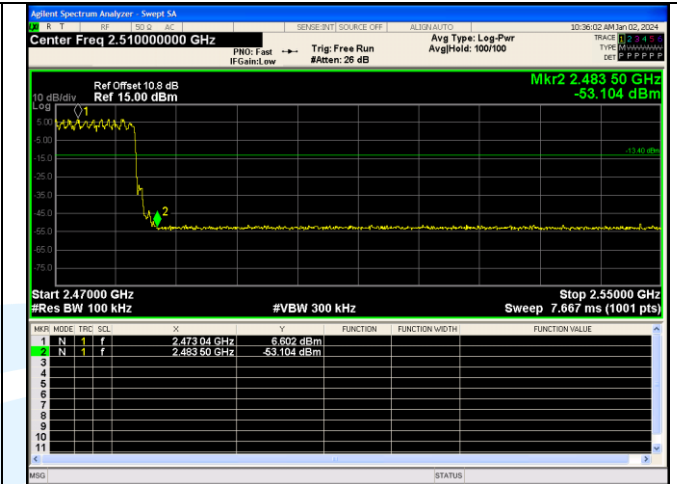 Agilent Spectrum Analyzer - Swept SA
R T RF 50 Ω AC SENSE:INT SOURCE OFF ALIGNAUTO 10:36:02 AM Jan 02, 2024
Center Freq 2.510000000 GHz
PNO: Fast
IFGain:Low
Trig: Free Run
#Atten: 26 dB
Avg Type: Log-Pwr
Avg|Hold: 100/100
TRACE 1 2 3 4 5 6
TYPE M
DET P P P P P P
Mkr2 2.483 50 GHz
-53.104 dBm
Ref Offset 10.8 dB
10 dB/div Ref 15.00 dBm
Log
1
5.00
-5.00
-13.40 dBm
-15.0
-25.0
-35.0
-45.0
2
-55.0
-65.0
-75.0
Start 2.47000 GHz Stop 2.55000 GHz
#Res BW 100 kHz #VBW 300 kHz Sweep 7.667 ms (1001 pts)
MKR MODE TRC SCL X Y FUNCTION FUNCTION WIDTH FUNCTION VALUE
1 N 1 f 2.473 04 GHz 6.602 dBm
2 N 1 f 2.483 50 GHz -53.104 dBm
3
4
5
6
7
8
9
10
11
MSG STATUS